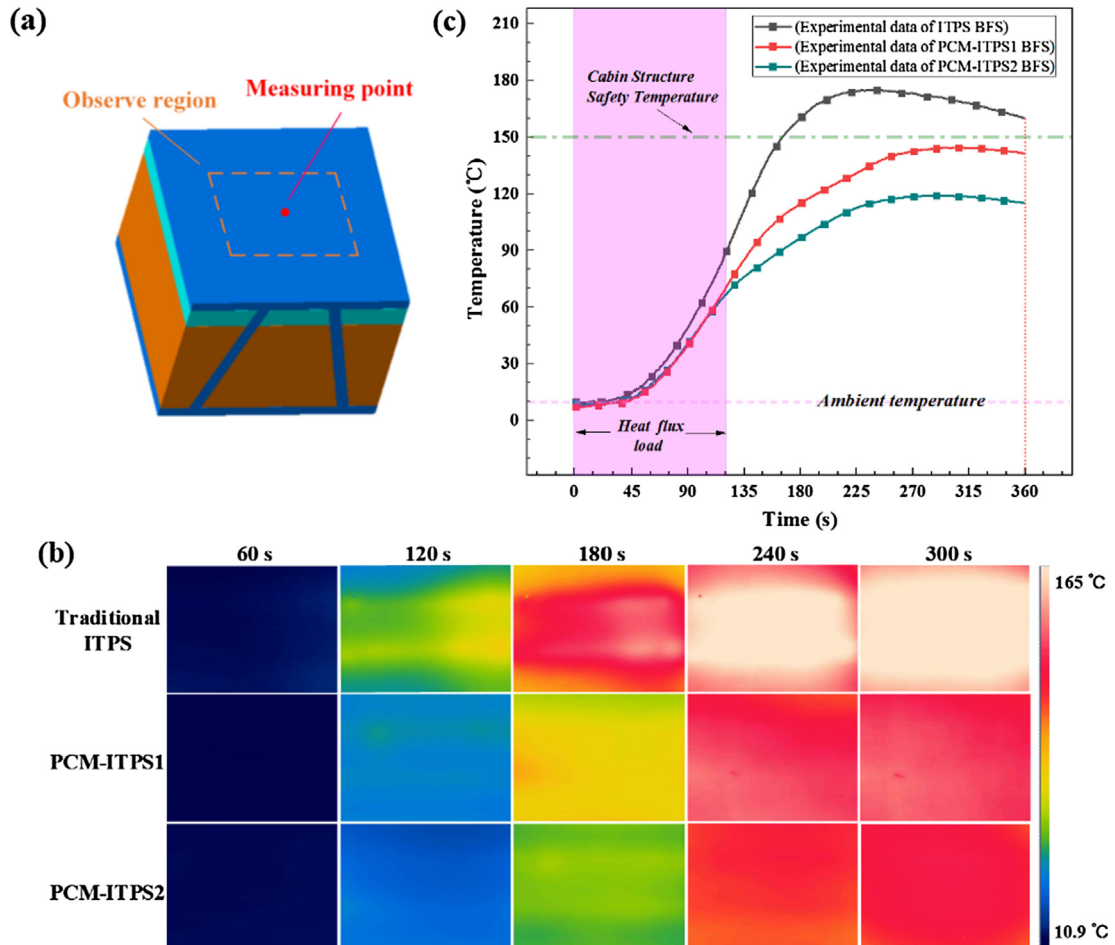 (a)
Observe region
Measuring point
(c)
210
180
150
120
90
60
30
0
Temperature (℃)
(Experimental data of ITPS BFS)
(Experimental data of PCM-ITPS1 BFS)
(Experimental data of PCM-ITPS2 BFS)
Cabin Structure
Safety Temperature
Ambient temperature
Heat flux
load
0 45 90 135 180 225 270 315 360
Time (s)
(b)
60 s 120 s 180 s 240 s 300 s
Traditional
ITPS
PCM-ITPS1
PCM-ITPS2
165 ℃
10.9 ℃